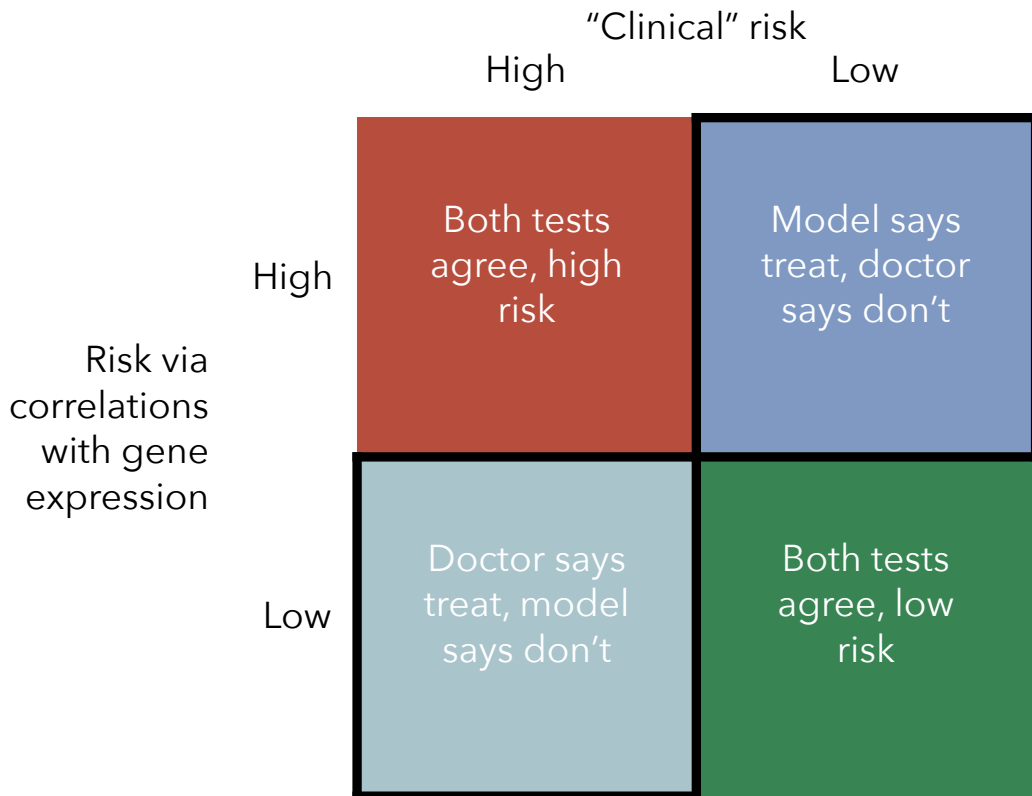 “Clinical” risk
High
Low
Both tests
agree, high
risk
Model says
treat, doctor
says don’t
High
Risk via
correlations
with gene
expression
Doctor says
treat, model
says don’t
Both tests
agree, low
risk
Low